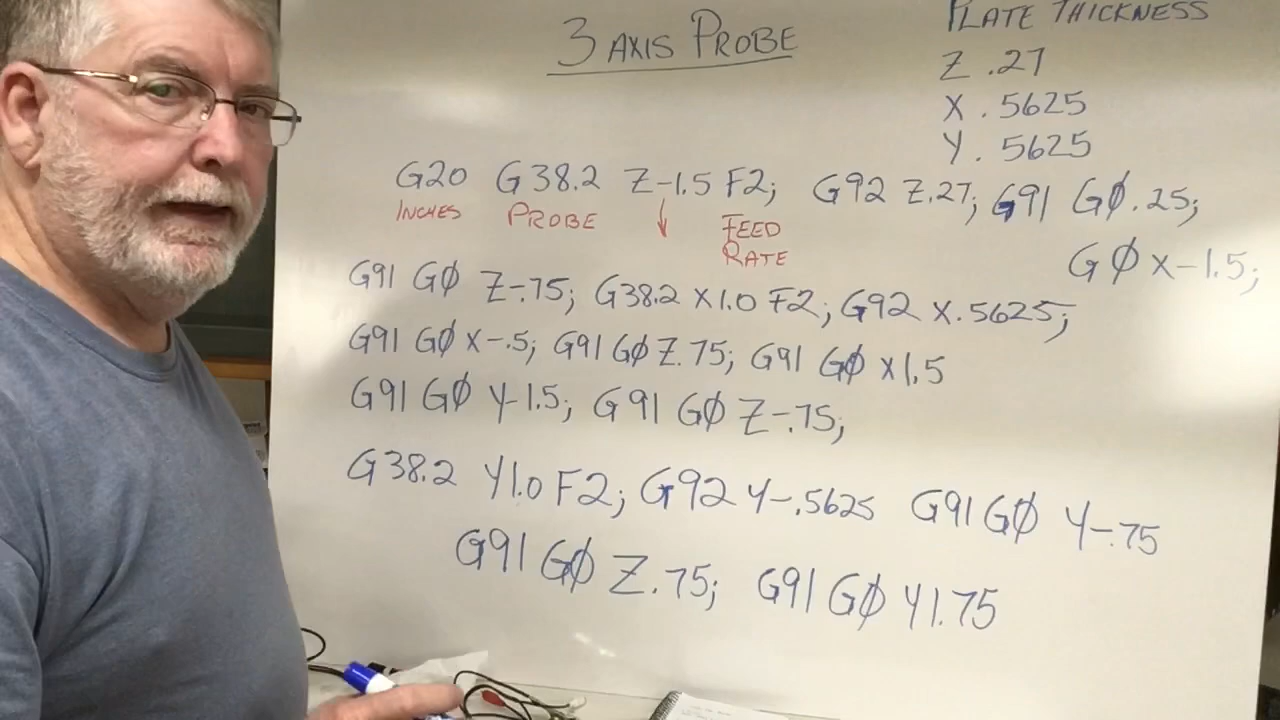 3 AXIS PROBE
PLATE THICKNESS
Z .27
X .5625
Y .5625
G20 G38.2 Z-1.5 F2; G92 Z.27; G91 G0.25;
INCHES PROBE FEED
RATE
G0 X-1.5;
G91 G0 Z-.75; G38.2 X1.0 F2; G92 X.5625;
G91 G0 X-.5; G91 G0 Z.75; G91 G0 X1.5
G91 G0 Y-1.5; G91 G0 Z-.75;
G38.2 Y1.0 F2; G92 Y-.5625 G91 G0 Y-.75
G91 G0 Z.75; G91 G0 Y1.75